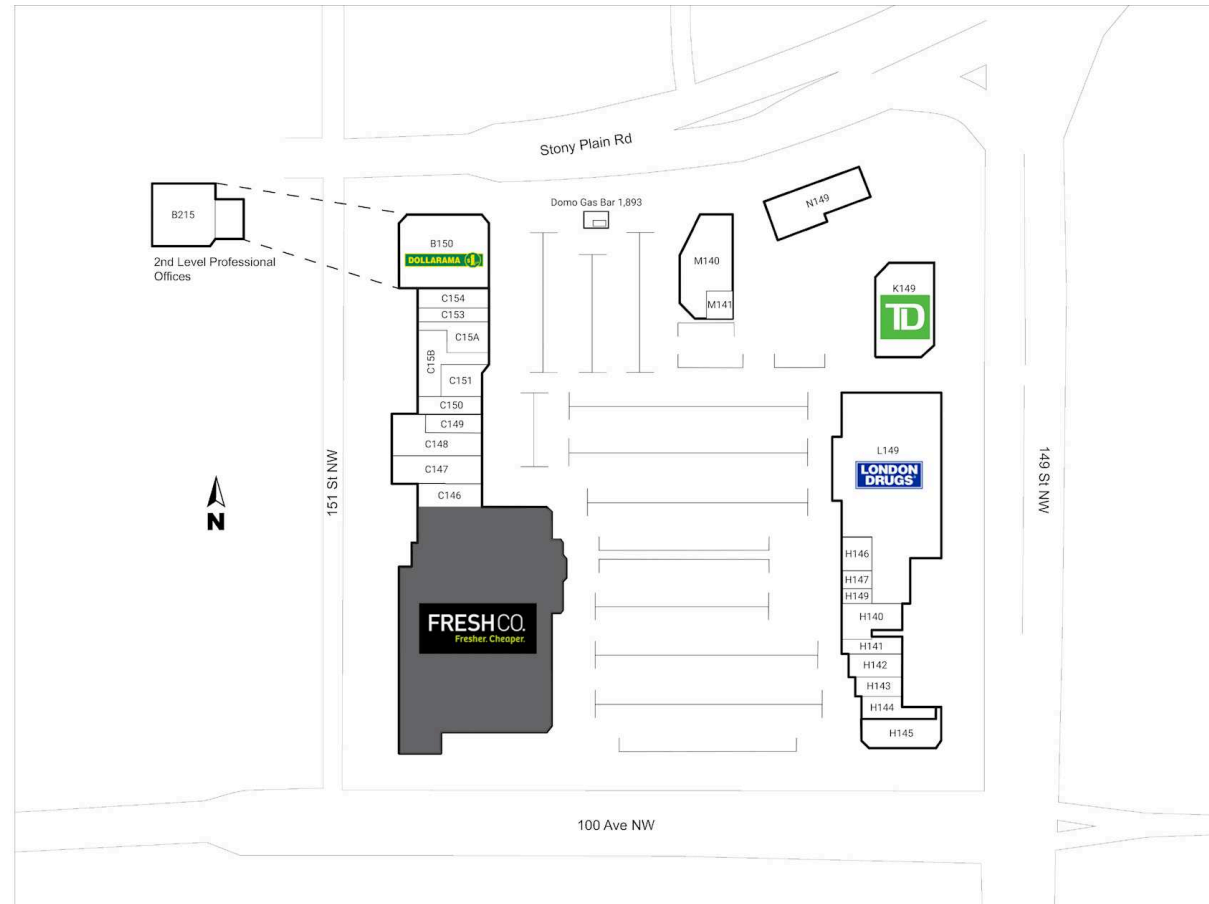 Stony Plain Rd
B215
2nd Level Professional
Offices
Domo Gas Bar 1,893
N149
B150
DOLLARAMA
M140
M141
K149
TD
C154
C153
C15A
C15B
C151
C150
C149
C148
C147
C146
151 St NW
N
FRESHCO.
Fresher. Cheaper.
L149
LONDON
DRUGS
149 St NW
H146
H147
H149
H140
H141
H142
H143
H144
H145
100 Ave NW